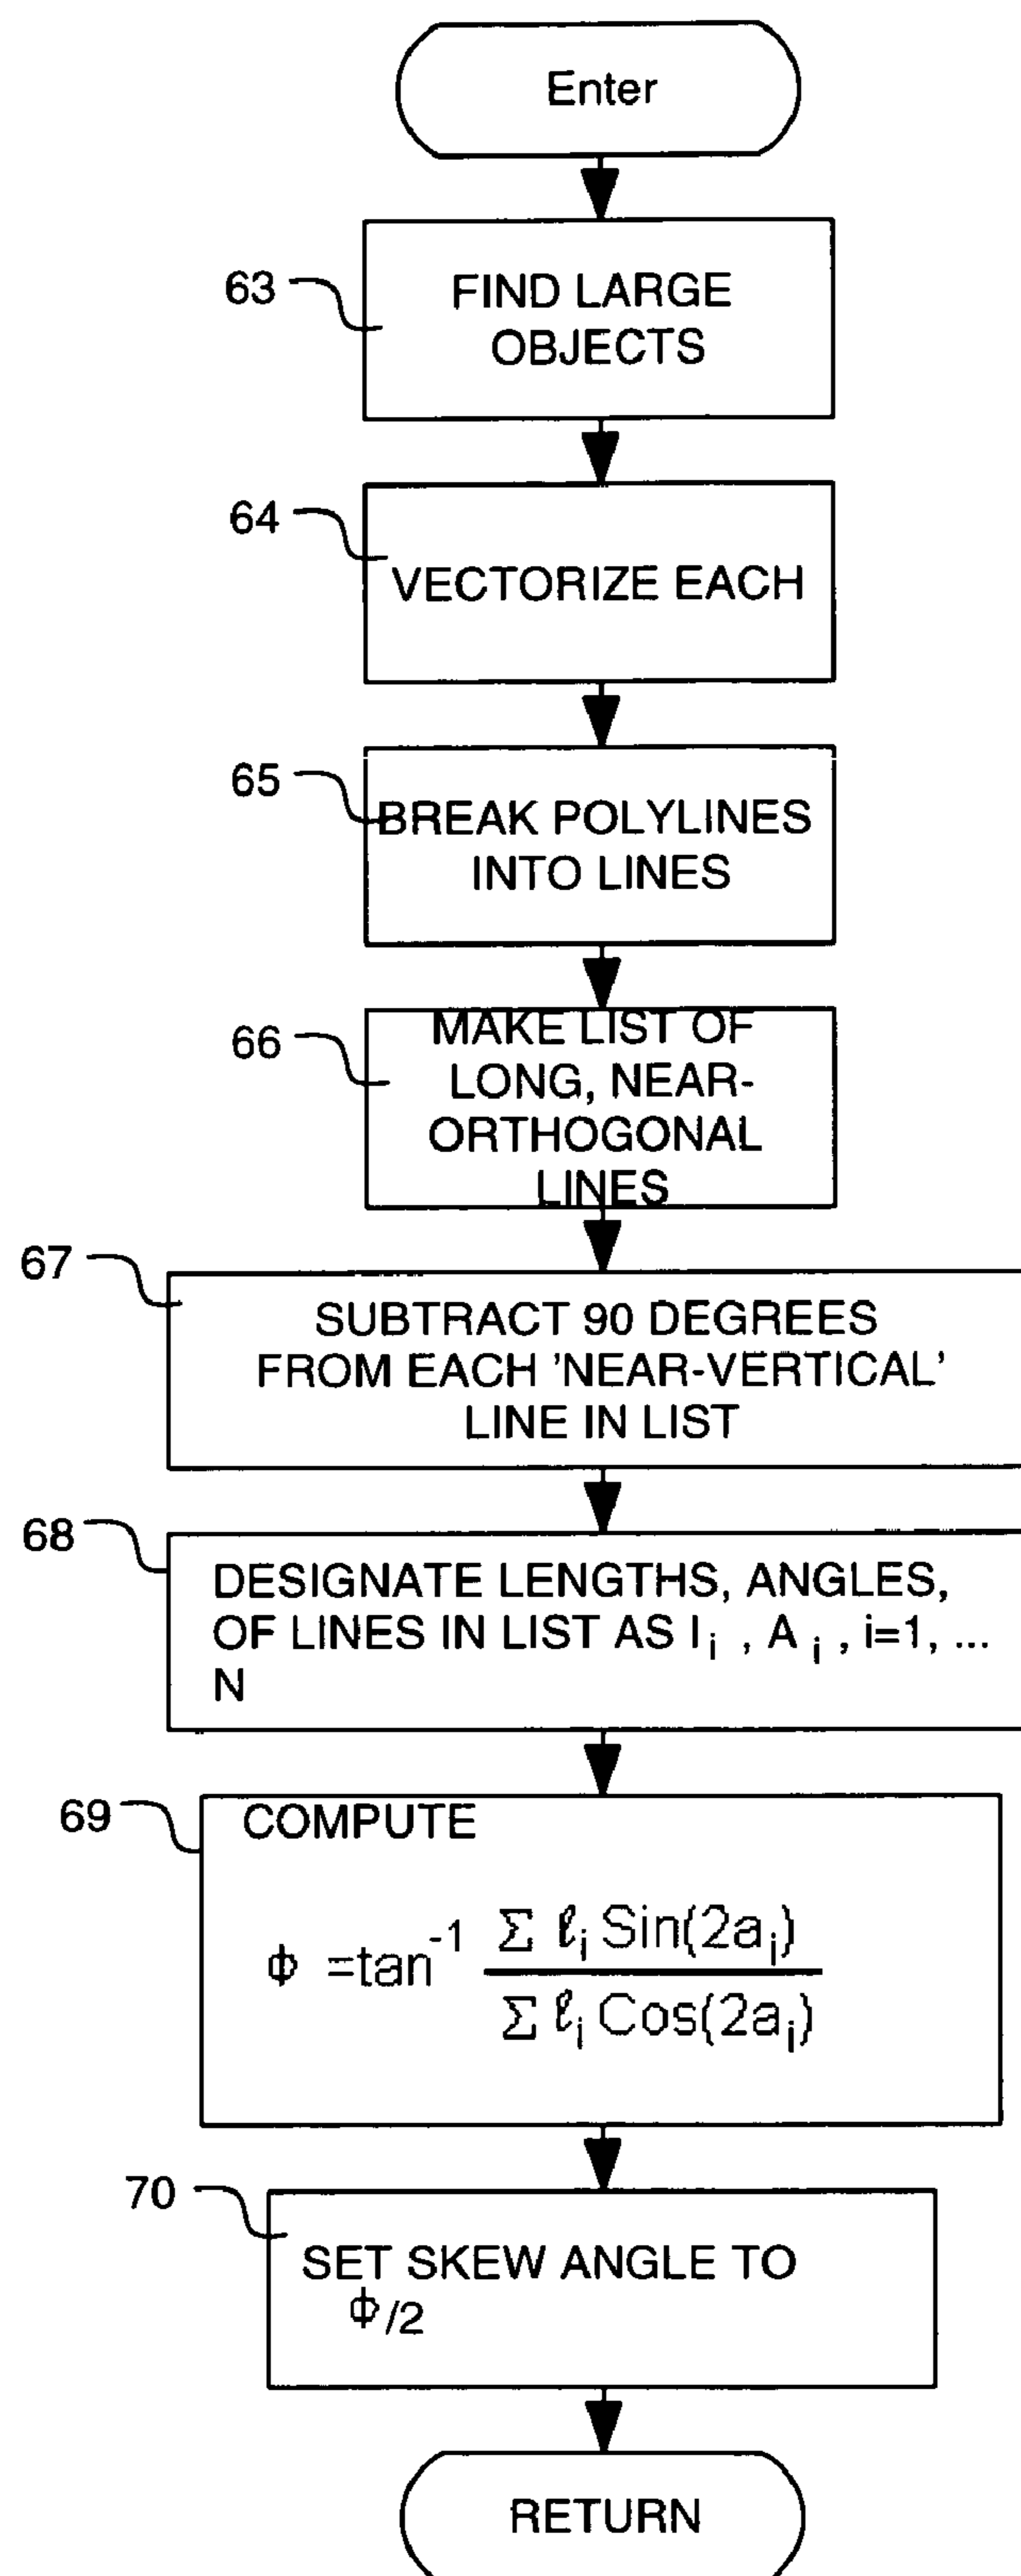 Enter
63
FIND LARGE
OBJECTS
64
VECTORIZE EACH
65
BREAK POLYLINES
INTO LINES
66
MAKE LIST OF
LONG, NEAR-
ORTHOGONAL
LINES
67
SUBTRACT 90 DEGREES
FROM EACH 'NEAR-VERTICAL'
LINE IN LIST
68
DESIGNATE LENGTHS, ANGLES,
OF LINES IN LIST AS l i , A i , i=1, ...
N
69
COMPUTE
Φ =tan⁻¹ Σ ℓi Sin(2ai)
Σ ℓi Cos(2ai)
70
SET SKEW ANGLE TO
Φ/2
RETURN